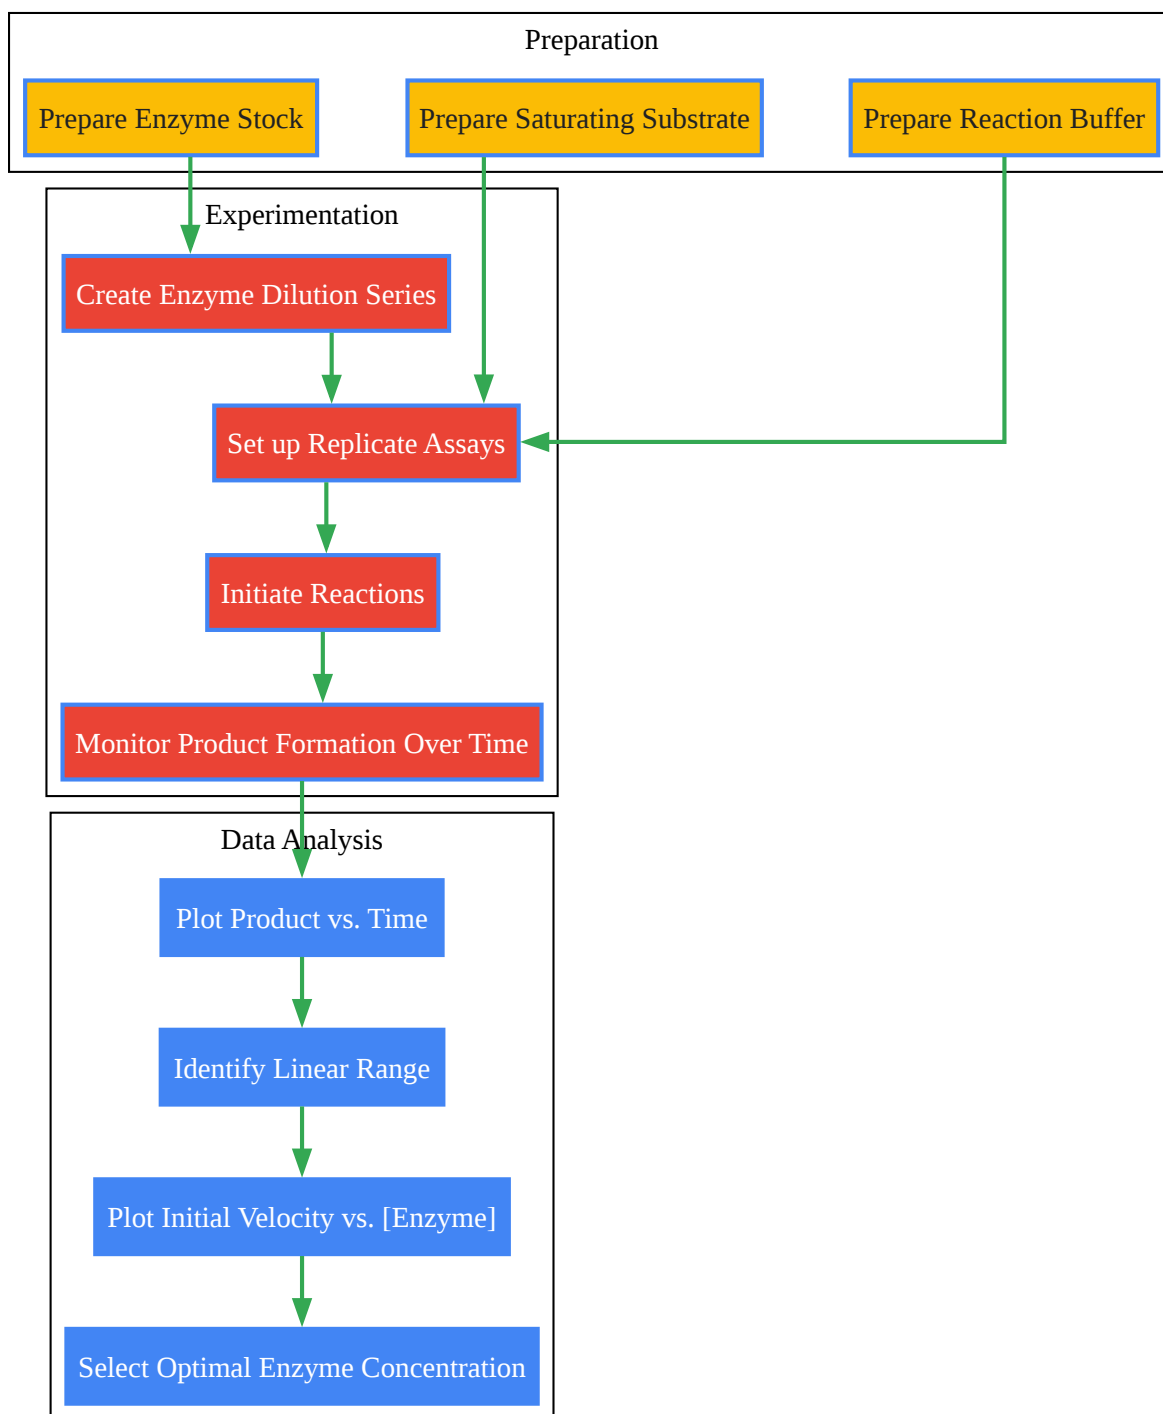 Preparation
Prepare Enzyme Stock
Prepare Saturating Substrate
Prepare Reaction Buffer
Experimentation
Create Enzyme Dilution Series
Set up Replicate Assays
Initiate Reactions
Monitor Product Formation Over Time
Data Analysis
Plot Product vs. Time
Identify Linear Range
Plot Initial Velocity vs. [Enzyme]
Select Optimal Enzyme Concentration